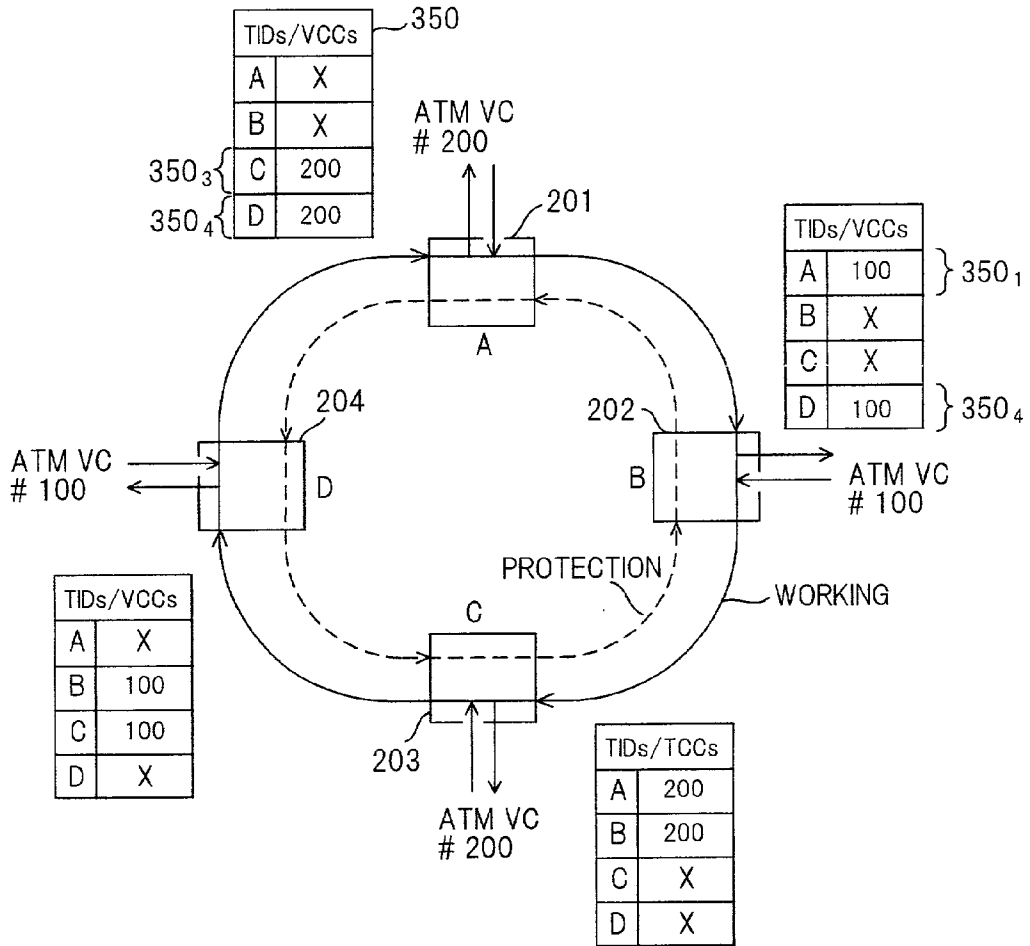 TIDs/VCCs
A X
B X
C 200
D 200
350
350₃
350₄
ATM VC
# 200
201
A
TIDs/VCCs
A 100
B X
C X
D 100
350₁
350₄
204
202
ATM VC
# 100
D
B
ATM VC
# 100
PROTECTION
WORKING
TIDs/VCCs
A X
B 100
C 100
D X
C
203
ATM VC
# 200
TIDs/TCCs
A 200
B 200
C X
D X